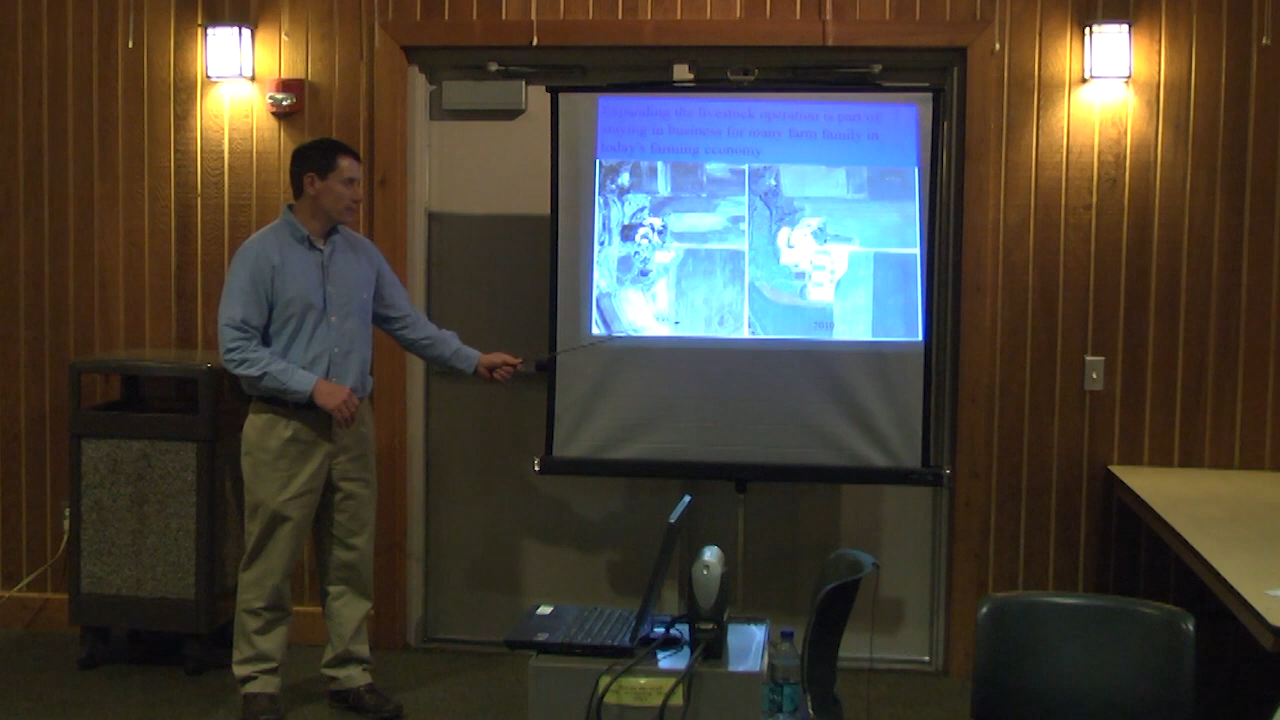 Expanding the livestock operation is part of
staying in business for many farm family in
today's farming economy
2010